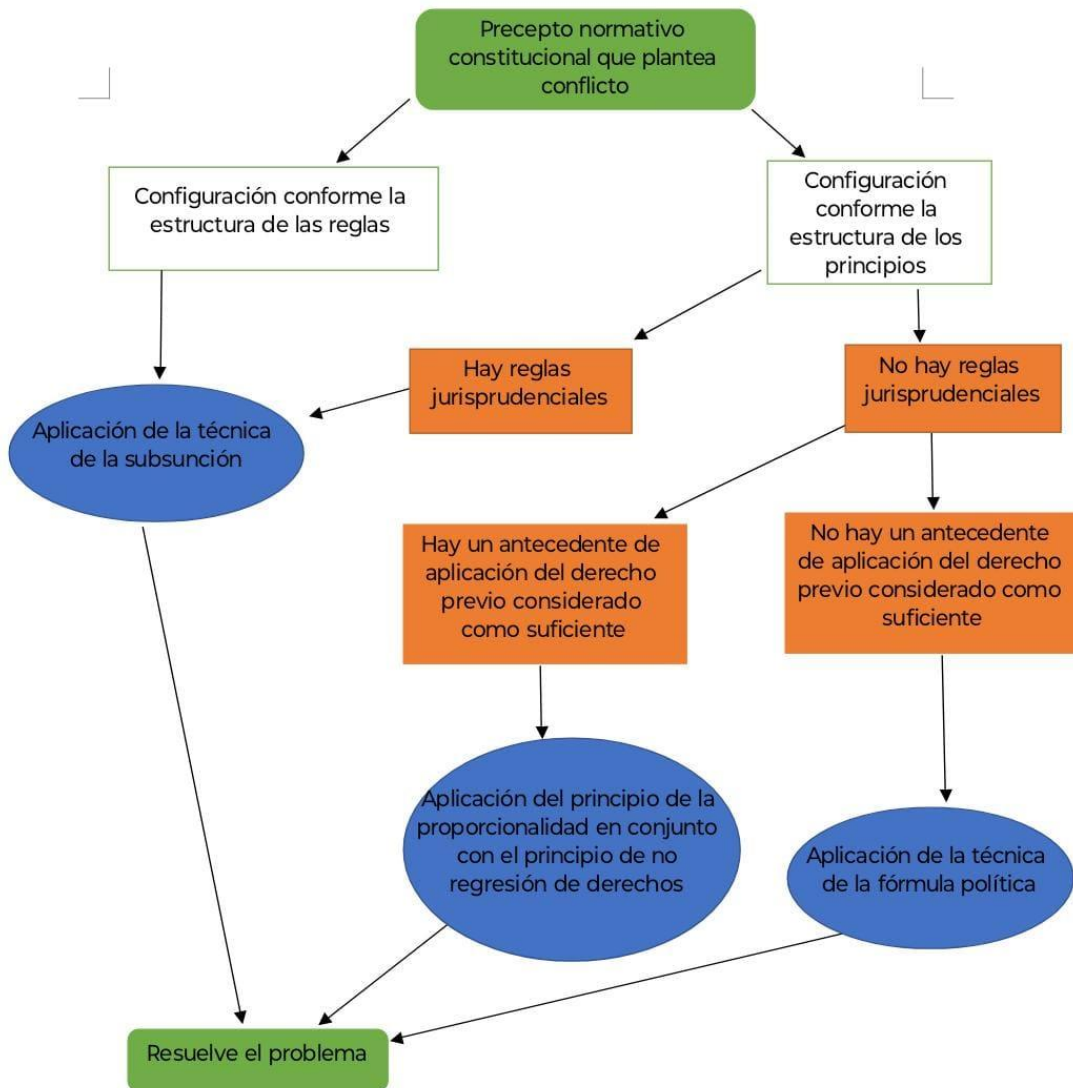 Precepto normativo
constitucional que plantea
conflicto
Configuración conforme la
estructura de las reglas
Configuración
conforme la
estructura de los
principios
Hay reglas
jurisprudenciales
No hay reglas
jurisprudenciales
Aplicación de la técnica
de la subsunción
Hay un antecedente de
aplicación del derecho
previo considerado
como suficiente
No hay un antecedente
de aplicación del derecho
previo considerado como
suficiente
Aplicación del principio de la
proporcionalidad en conjunto
con el principio de no
regresión de derechos
Aplicación de la técnica
de la fórmula política
Resuelve el problema